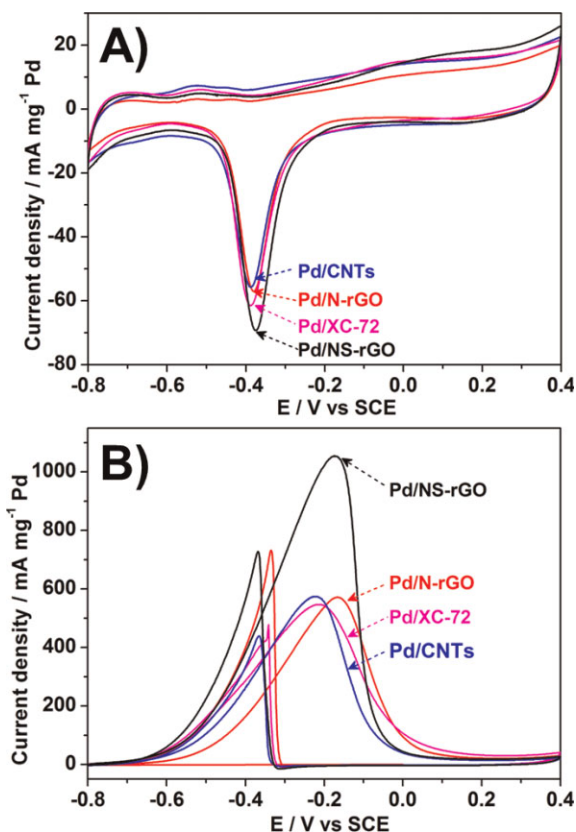 A)
Current density / mA mg⁻¹ Pd
20
0
-20
-40
-60
-80
Pd/CNTs
Pd/N-rGO
Pd/XC-72
Pd/NS-rGO
-0.8 -0.6 -0.4 -0.2 0.0 0.2 0.4
E / V vs SCE
B)
Current density / mA mg⁻¹ Pd
1000
800
600
400
200
0
Pd/NS-rGO
Pd/N-rGO
Pd/XC-72
Pd/CNTs
-0.8 -0.6 -0.4 -0.2 0.0 0.2 0.4
E / V vs SCE